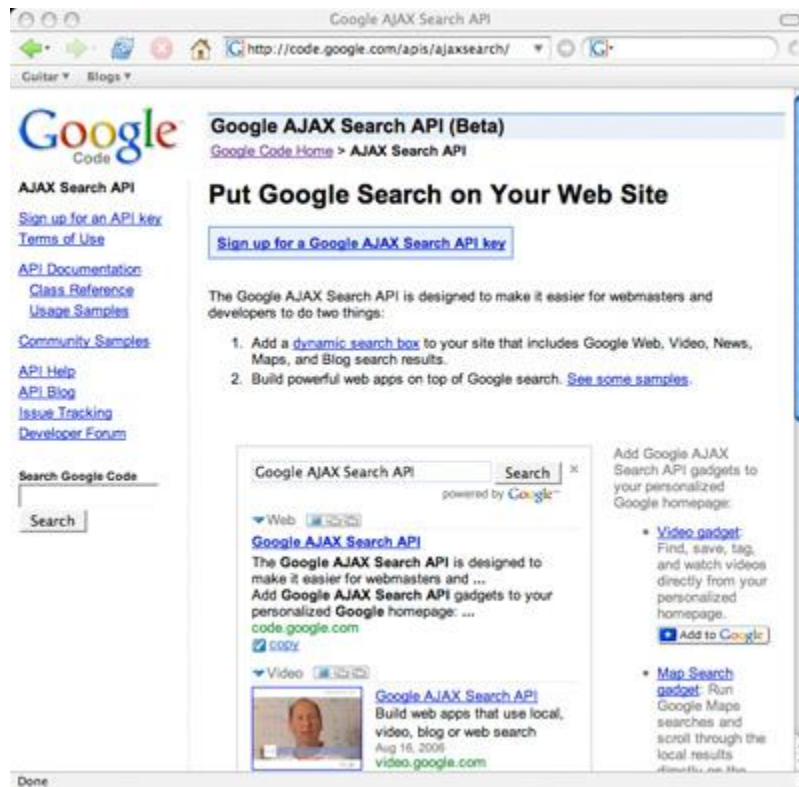 Google AJAX Search API
http://code.google.com/apis/ajaxsearch/
G
Guitar Blogs
Google
Code
AJAX Search API
Sign up for an API key
Terms of Use
API Documentation
Class Reference
Usage Samples
Community Samples
API Help
API Blog
Issue Tracking
Developer Forum
Search Google Code
Search
Google AJAX Search API (Beta)
Google Code Home > AJAX Search API
Put Google Search on Your Web Site
Sign up for a Google AJAX Search API key
The Google AJAX Search API is designed to make it easier for webmasters and
developers to do two things:
1. Add a dynamic search box to your site that includes Google Web, Video, News,
Maps, and Blog search results.
2. Build powerful web apps on top of Google search. See some samples.
Google AJAX Search API Search ×
powered by Google™
Web
Google AJAX Search API
The Google AJAX Search API is designed to
make it easier for webmasters and ...
Add Google AJAX Search API gadgets to your
personalized Google homepage: ...
code.google.com
copy
Video
Google AJAX Search API
Build web apps that use local,
video, blog or web search
Aug 16, 2006
video.google.com
Add Google AJAX
Search API gadgets to
your personalized
Google homepage:
• Video gadget:
Find, save, tag,
and watch videos
directly from your
personalized
homepage.
Add to Google
• Map Search
gadget: Run
Google Maps
searches and
scroll through the
local results
directly on the
Done